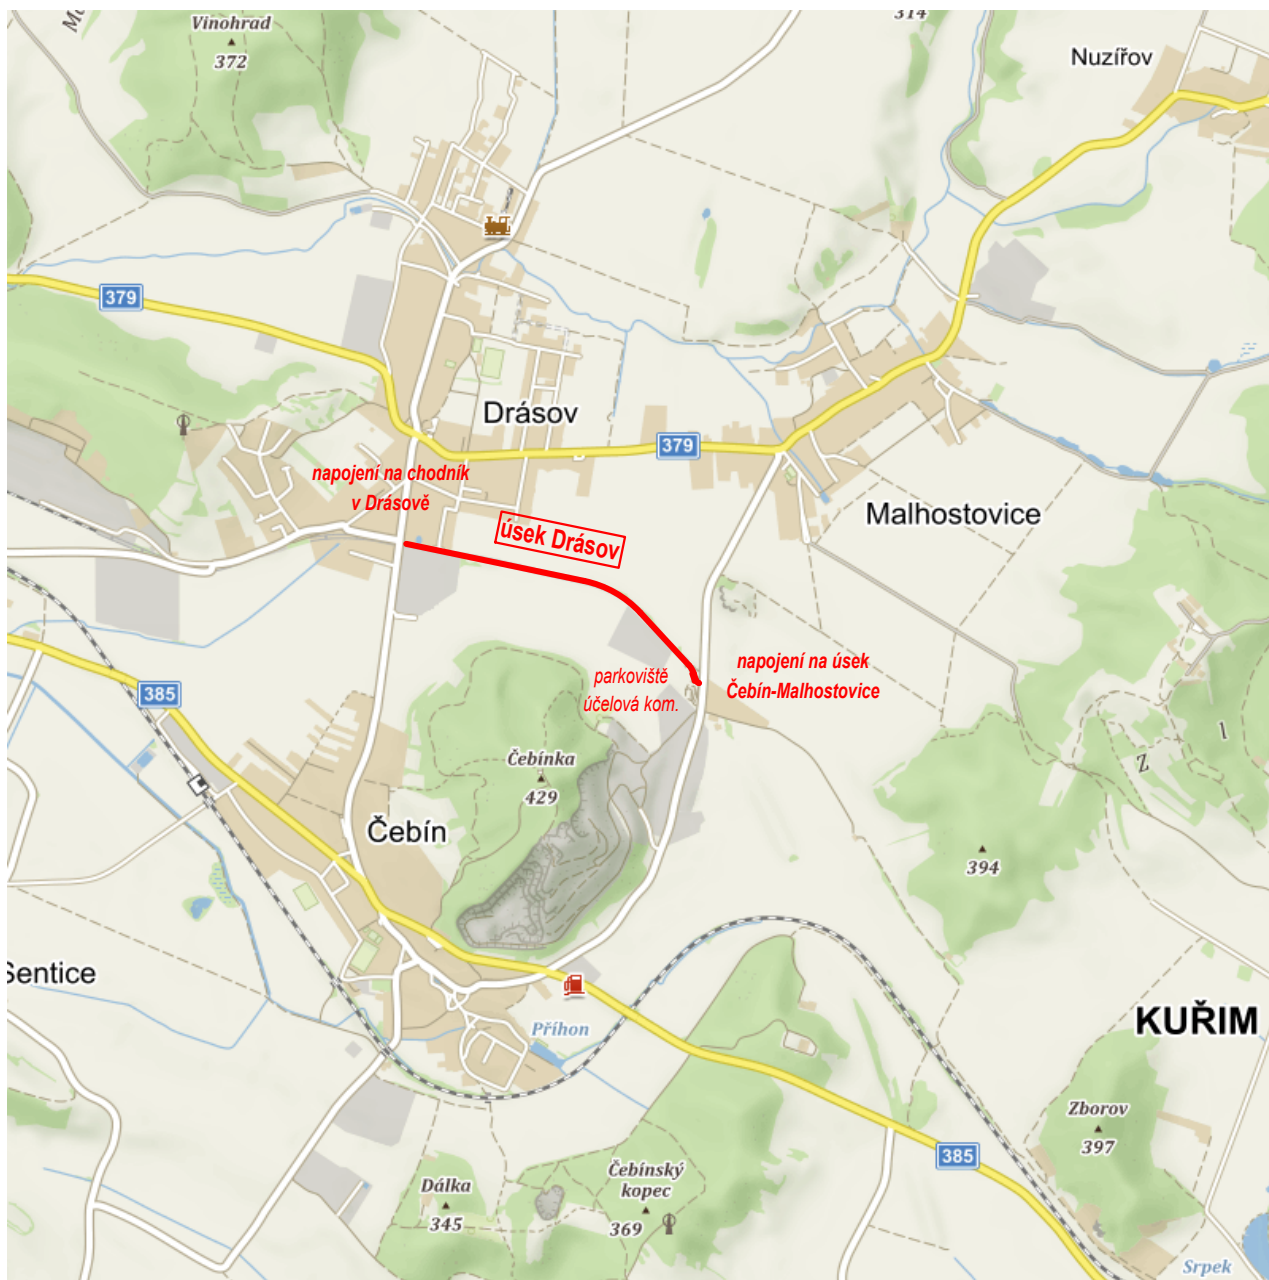 Vinohrad
372
314
Nuzířov
379
Drásov
379
napojení na chodník
v Drásově
úsek Drásov
Malhostovice
385
parkoviště
účelová kom.
napojení na úsek
Čebín-Malhostovice
Čebínka
429
Z
I
Čebín
394
Sentice
Příhon
KUŘIM
Zborov
397
385
Dálka
345
Čebínský
kopec
369
Srpek